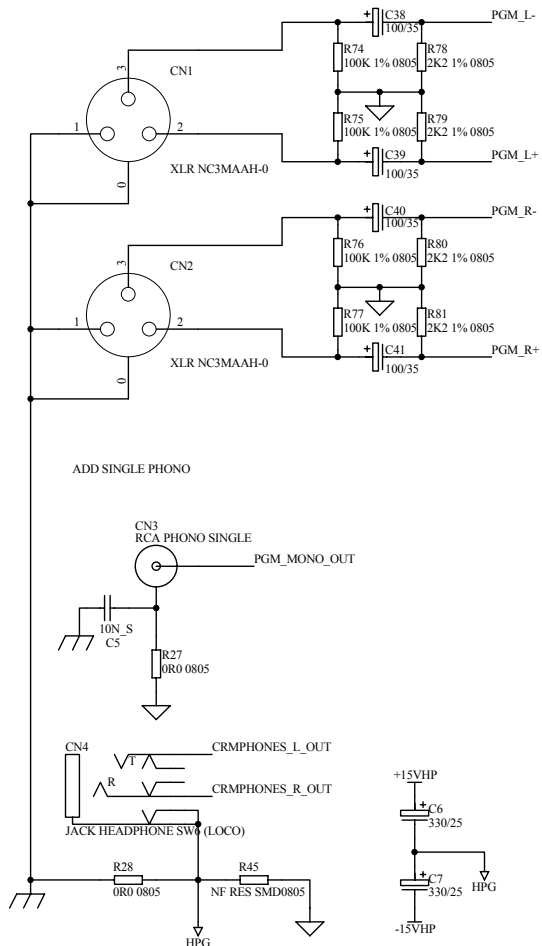 C38
100/35
PGM_L-
R74
100K 1% 0805
R78
2K2 1% 0805
3
CN1
1
2
R75
100K 1% 0805
R79
2K2 1% 0805
XLR NC3MAAH-0
C39
100/35
PGM_L+
0
C40
100/35
PGM_R-
R76
100K 1% 0805
R80
2K2 1% 0805
3
CN2
1
2
R77
100K 1% 0805
R81
2K2 1% 0805
XLR NC3MAAH-0
C41
100/35
PGM_R+
0
ADD SINGLE PHONO
CN3
RCA PHONO SINGLE
PGM_MONO_OUT
10N_S
C5
R27
0R0 0805
CN4
T
CRMPHONES_L_OUT
R
CRMPHONES_R_OUT
JACK HEADPHONE SW6 (LOCO)
+15VHP
C6
330/25
HPG
C7
330/25
-15VHP
R28
0R0 0805
R45
NF RES SMD0805
HPG